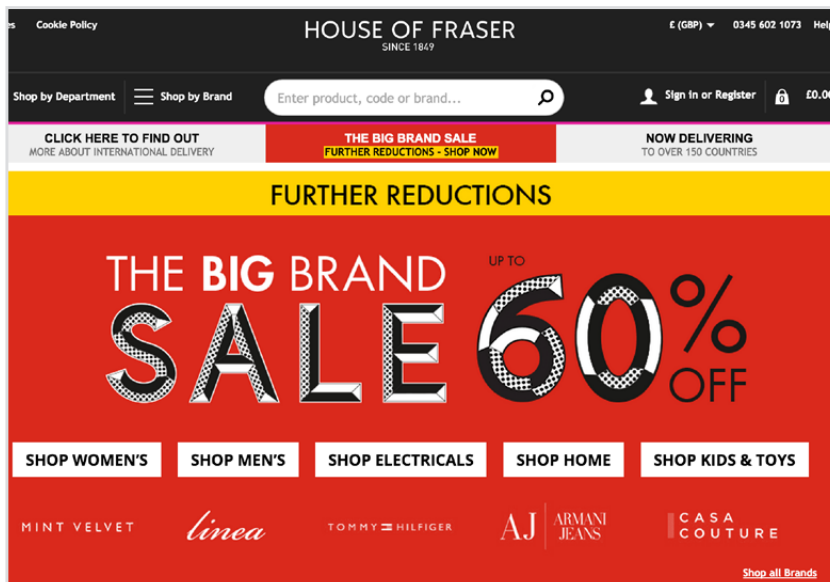 Cookie Policy
HOUSE OF FRASER
SINCE 1849
£ (GBP)
0345 602 1073
Shop by Department
Shop by Brand
Enter product, code or brand...
Sign in or Register
0
CLICK HERE TO FIND OUT
MORE ABOUT INTERNATIONAL DELIVERY
THE BIG BRAND SALE
FURTHER REDUCTIONS - SHOP NOW
NOW DELIVERING
TO OVER 150 COUNTRIES
FURTHER REDUCTIONS
THE BIG BRAND
SALE
UP TO
60%
OFF
SHOP WOMEN'S
SHOP MEN'S
SHOP ELECTRICALS
SHOP HOME
SHOP KIDS & TOYS
MINT VELVET
linea
TOMMY HILFIGER
AJ
ARMANI
JEANS
CASA
COUTURE
Shop all Brands